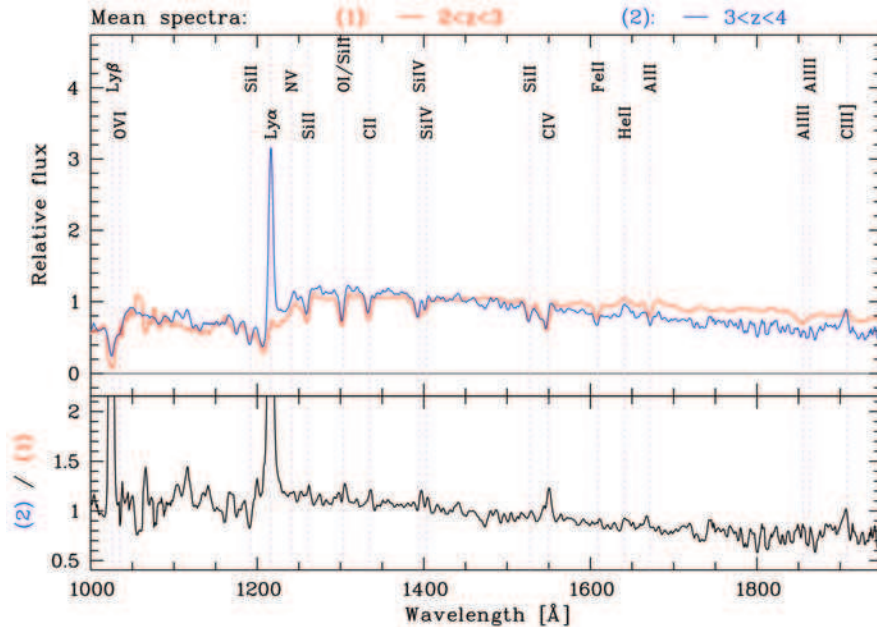 Mean spectra: (1): — 2<z<3 (2): — 3<z<4
Lyβ
OVI
SiII
Lyα
NV
SiII
OI/SiII
CII
SiIV
SiIV
SiII
CIV
FeII
HeII
AlII
AlIII
AlIII
CIII]
Relative flux
4
3
2
1
0
(2) / (1)
2
1.5
1
0.5
1000 1200 1400 1600 1800
Wavelength [Å]